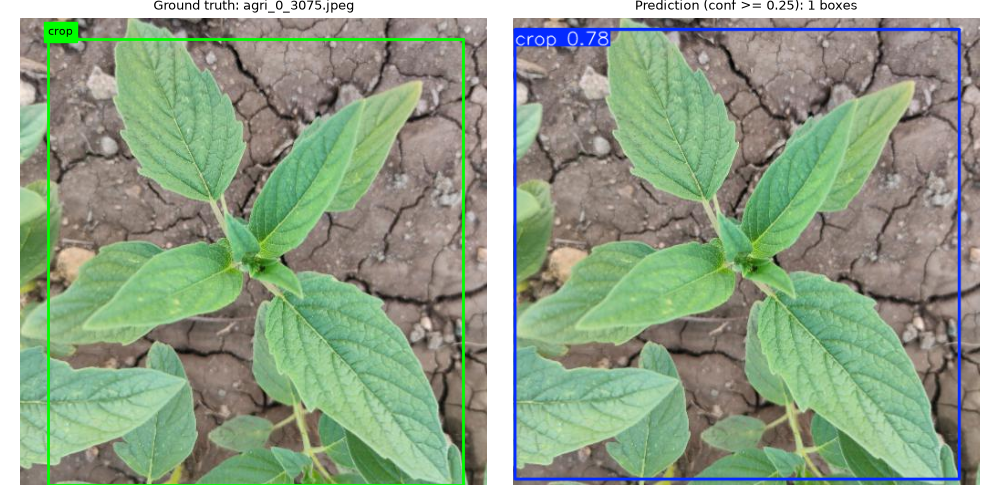 Ground truth: agri_0_3075.jpeg
Prediction (conf >= 0.25): 1 boxes
crop
crop 0.78